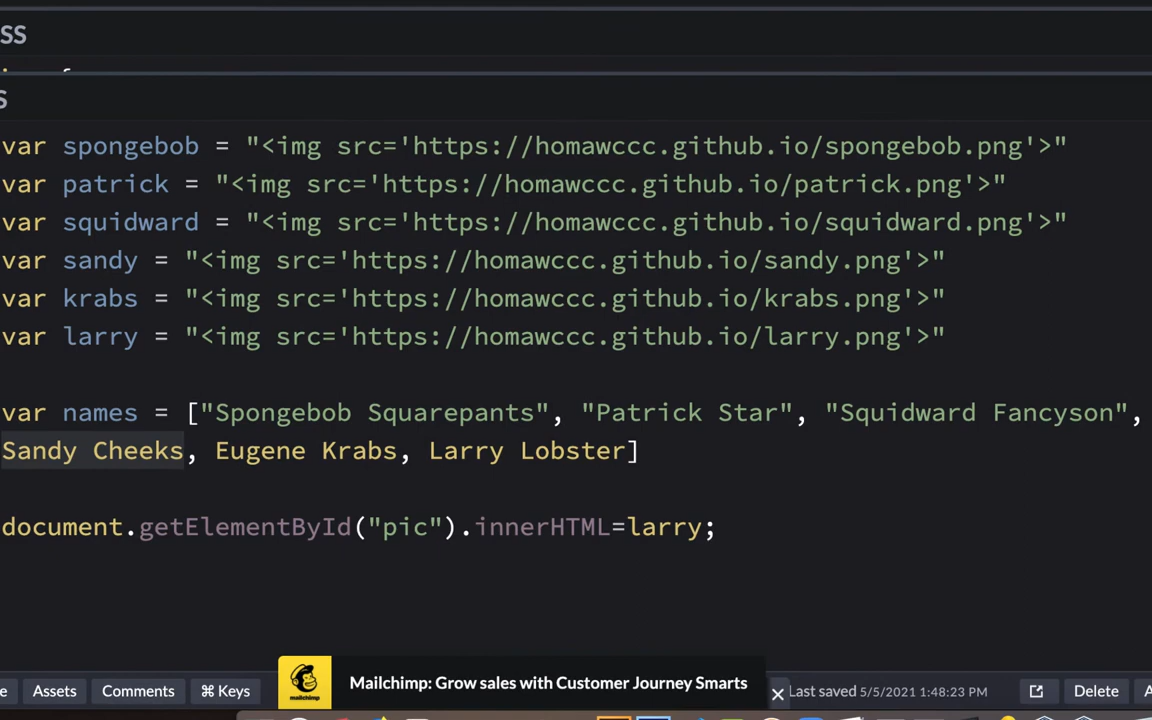 SS
S
var spongebob = "<img src='https://homawccc.github.io/spongebob.png'>"
var patrick = "<img src='https://homawccc.github.io/patrick.png'>"
var squidward = "<img src='https://homawccc.github.io/squidward.png'>"
var sandy = "<img src='https://homawccc.github.io/sandy.png'>"
var krabs = "<img src='https://homawccc.github.io/krabs.png'>"
var larry = "<img src='https://homawccc.github.io/larry.png'>"
var names = ["Spongebob Squarepants", "Patrick Star", "Squidward Fancyson",
Sandy Cheeks, Eugene Krabs, Larry Lobster]
document.getElementById("pic").innerHTML=larry;
e Assets Comments ⌘ Keys mailchimp Mailchimp: Grow sales with Customer Journey Smarts × Last saved 5/5/2021 1:48:23 PM Delete A